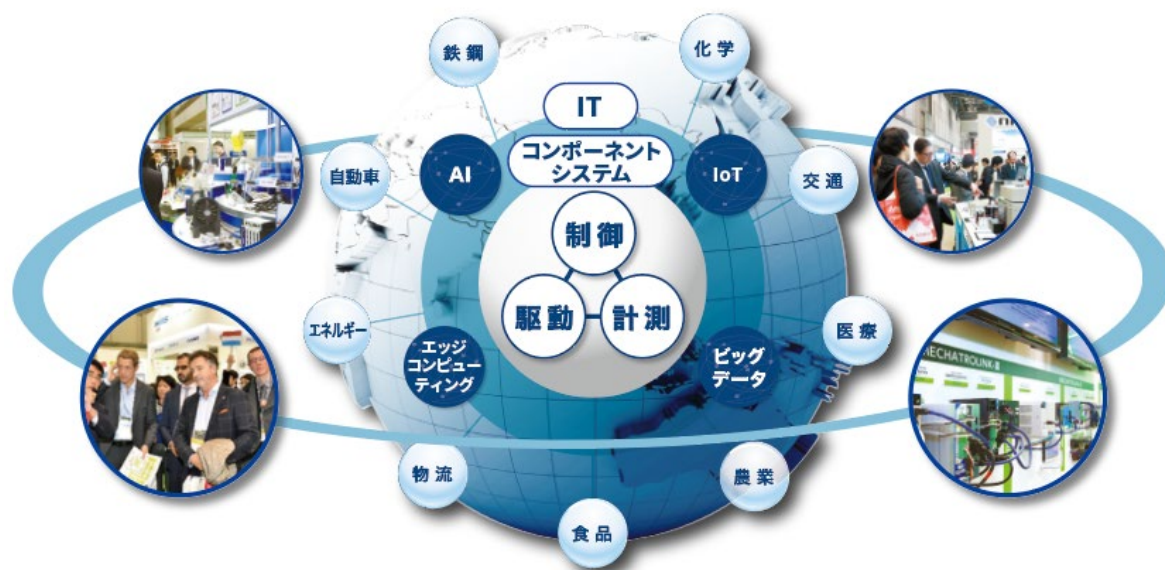 鉄鋼
化学
IT
コンポーネント
システム
AI
IoT
自動車
交通
制御
駆動
計測
エネルギー
エッジ
コンピュー
ティング
ビッグ
データ
医療
MECHATROLINK
物流
農業
食品